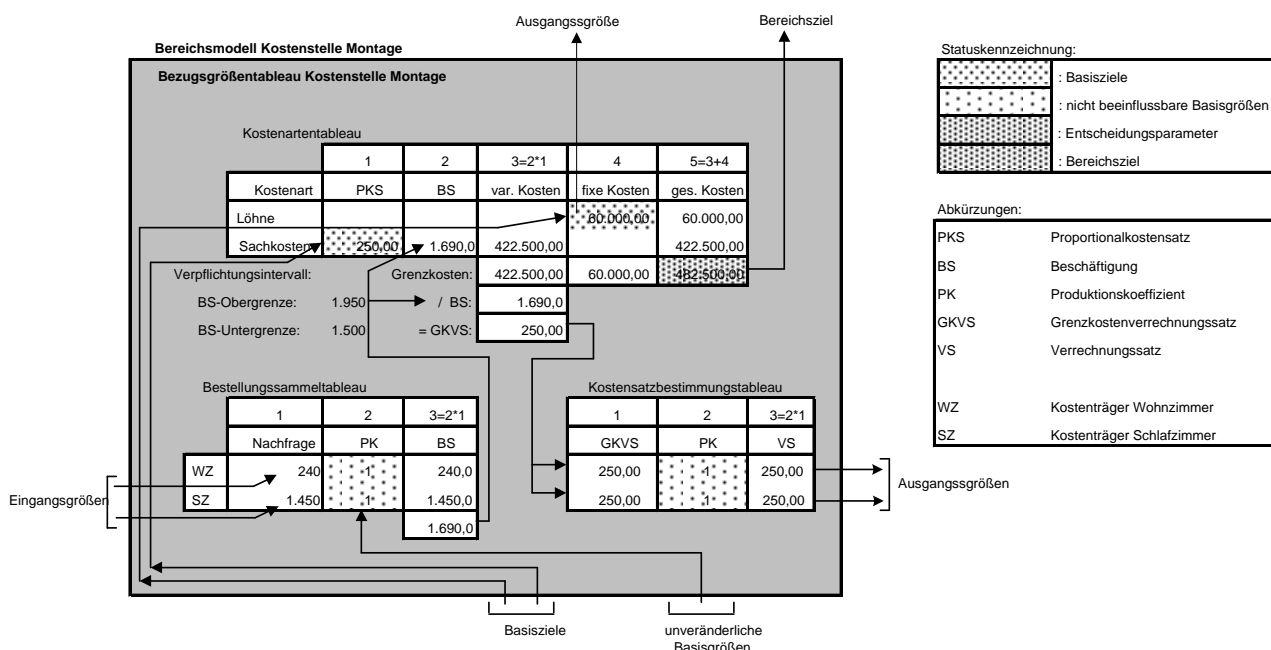 Ausgangssgröße
Bereichsziel
Bereichsmodell Kostenstelle Montage
Bezugsgrößentableau Kostenstelle Montage
Kostenartentableau
1 2 3=2*1 4 5=3+4
Kostenart PKS BS var. Kosten fixe Kosten ges. Kosten
Löhne 60.000,00 60.000,00
Sachkosten 250,00 1.690,0 422.500,00 422.500,00
Verpflichtungsintervall: Grenzkosten: 422.500,00 60.000,00 482.500,00
BS-Obergrenze: 1.950 / BS: 1.690,0
BS-Untergrenze: 1.500 = GKVS: 250,00
Bestellungssammeltableau
1 2 3=2*1
Nachfrage PK BS
WZ 240 1 240,0
SZ 1.450 1 1.450,0
1.690,0
Kostensatzbestimmungstableau
1 2 3=2*1
GKVS PK VS
250,00 1 250,00
250,00 1 250,00
Eingangsgrößen
Ausgangssgrößen
Basisziele
unveränderliche
Basisgrößen
Statuskennzeichnung:
: Basisziele
: nicht beeinflussbare Basisgrößen
: Entscheidungsparameter
: Bereichsziel
Abkürzungen:
PKS Proportionalkostensatz
BS Beschäftigung
PK Produktionskoeffizient
GKVS Grenzkostenverrechnungssatz
VS Verrechnungssatz
WZ Kostenträger Wohnzimmer
SZ Kostenträger Schlafzimmer